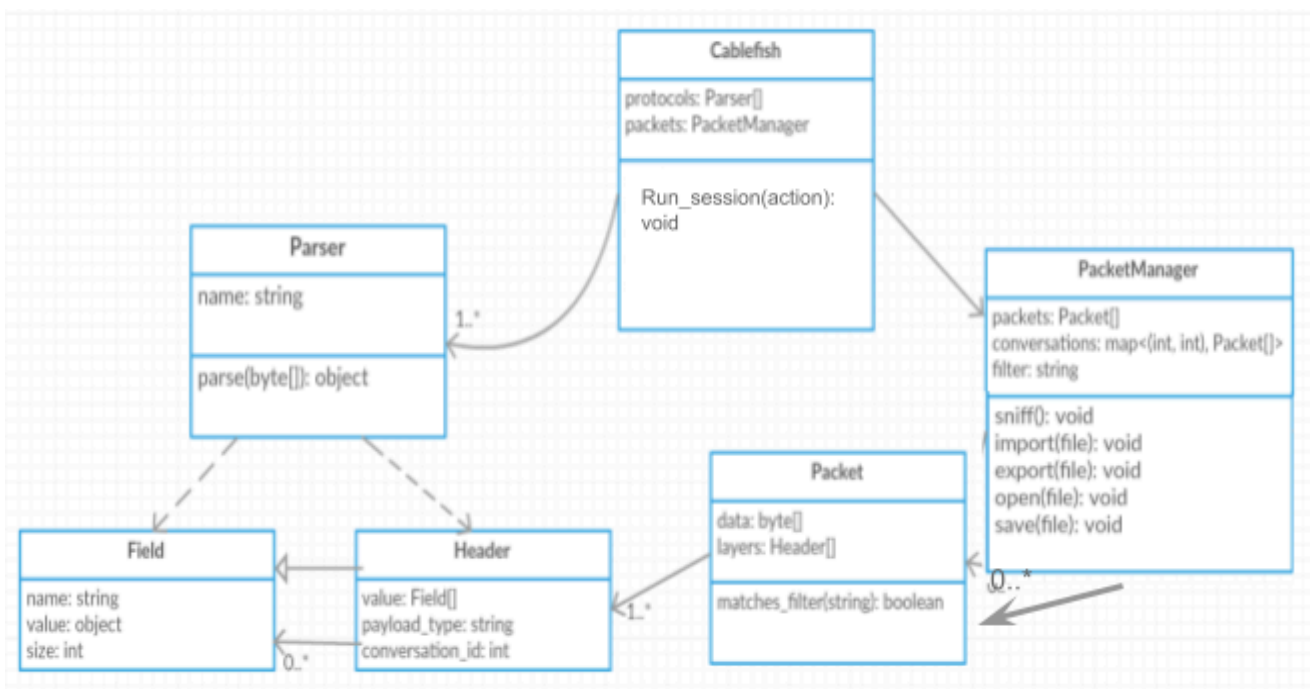 Cablefish
protocols: Parser[]
packets: PacketManager
Run_session(action):
void
Parser
name: string
parse(byte[]): object
1..*
PacketManager
packets: Packet[]
conversations: map<(int, int), Packet[]>
filter: string
sniff(): void
import(file): void
export(file): void
open(file): void
save(file): void
Packet
data: byte[]
layers: Header[]
matches_filter(string): boolean
0..*
Field
name: string
value: object
size: int
Header
value: Field[]
payload_type: string
conversation_id: int
1..*
0..*